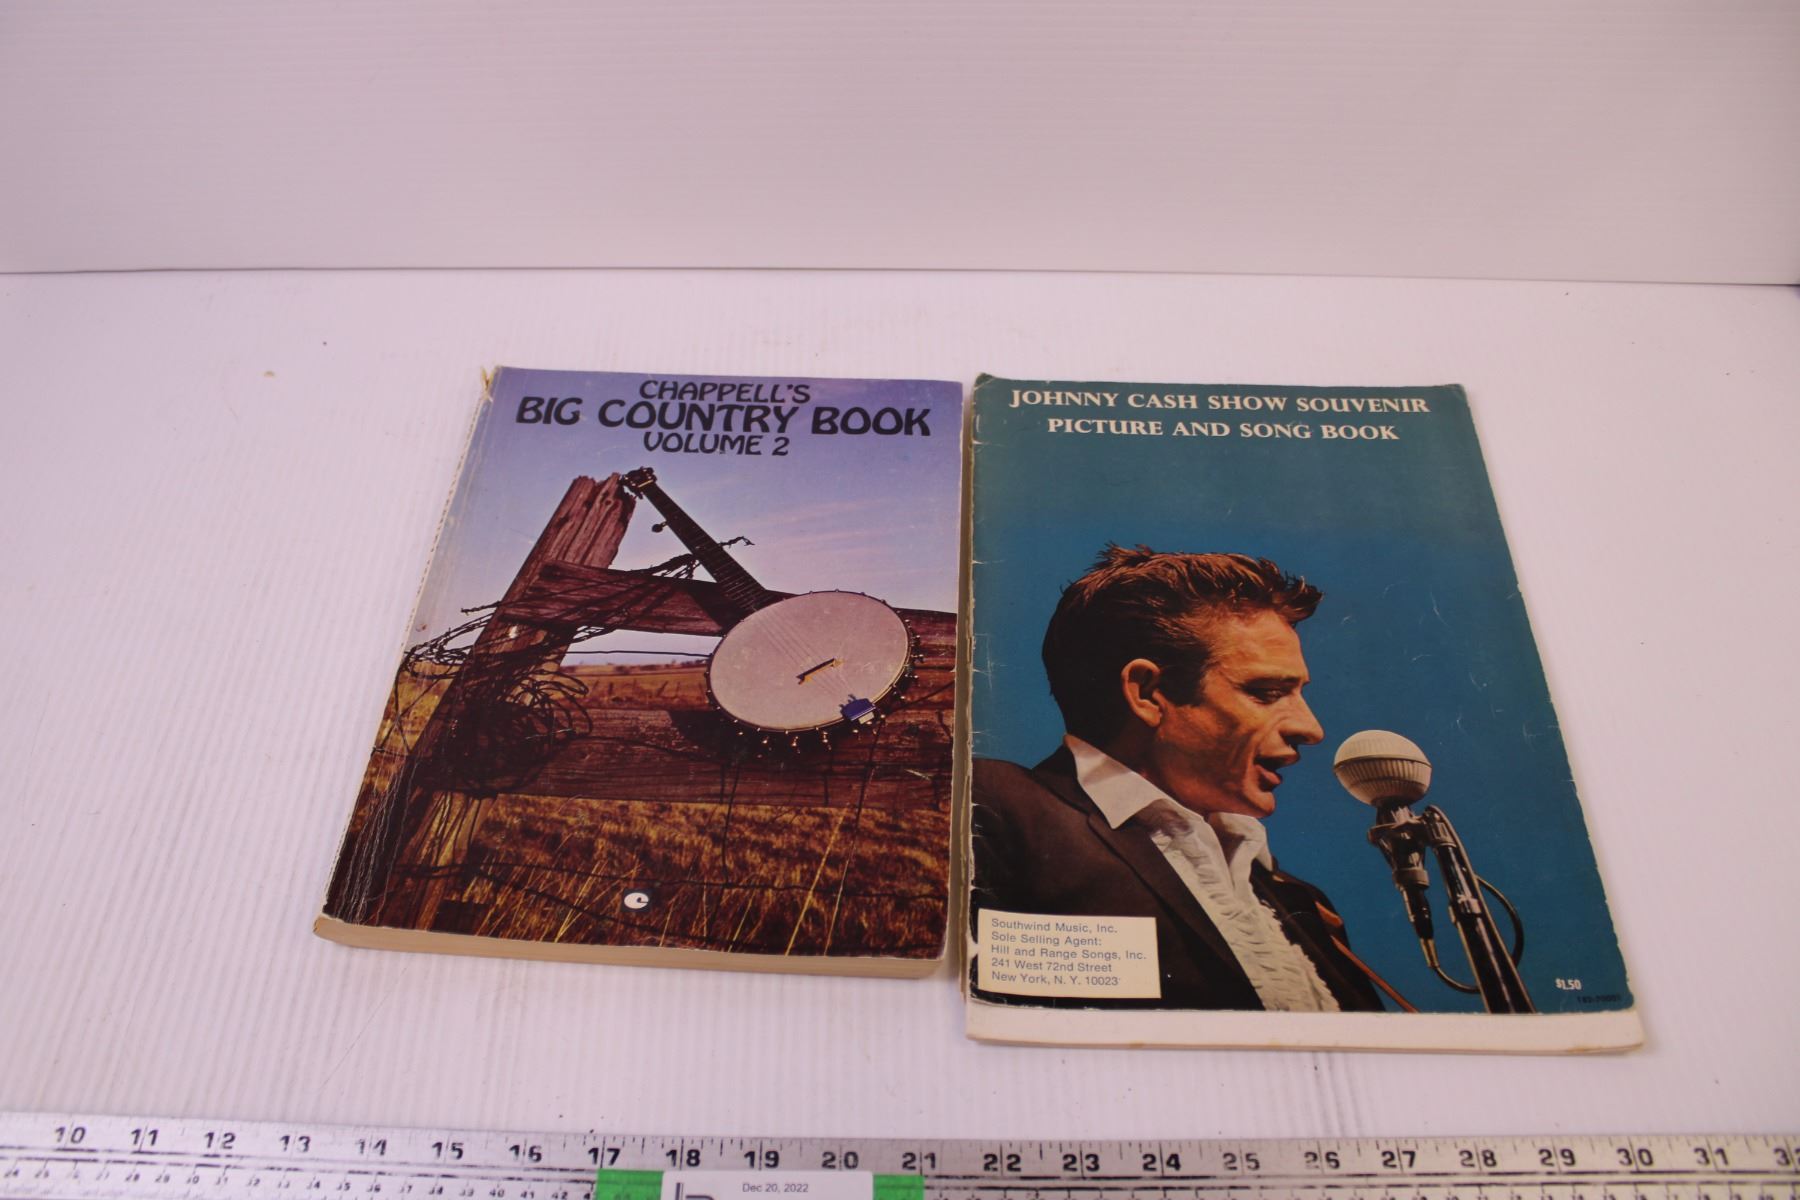 CHAPPELL'S
BIG COUNTRY BOOK
VOLUME 2
JOHNNY CASH SHOW SOUVENIR
PICTURE AND SONG BOOK
Southwind Music, Inc.
Sole Selling Agent:
Hill and Range Songs, Inc.
241 West 72nd Street
New York, N. Y. 10023
$1.50
10 11 12 13 14 15 16 17 18 19 20 21 22 23 24 25 26 27 28 29 30 31
Dec 20, 2022